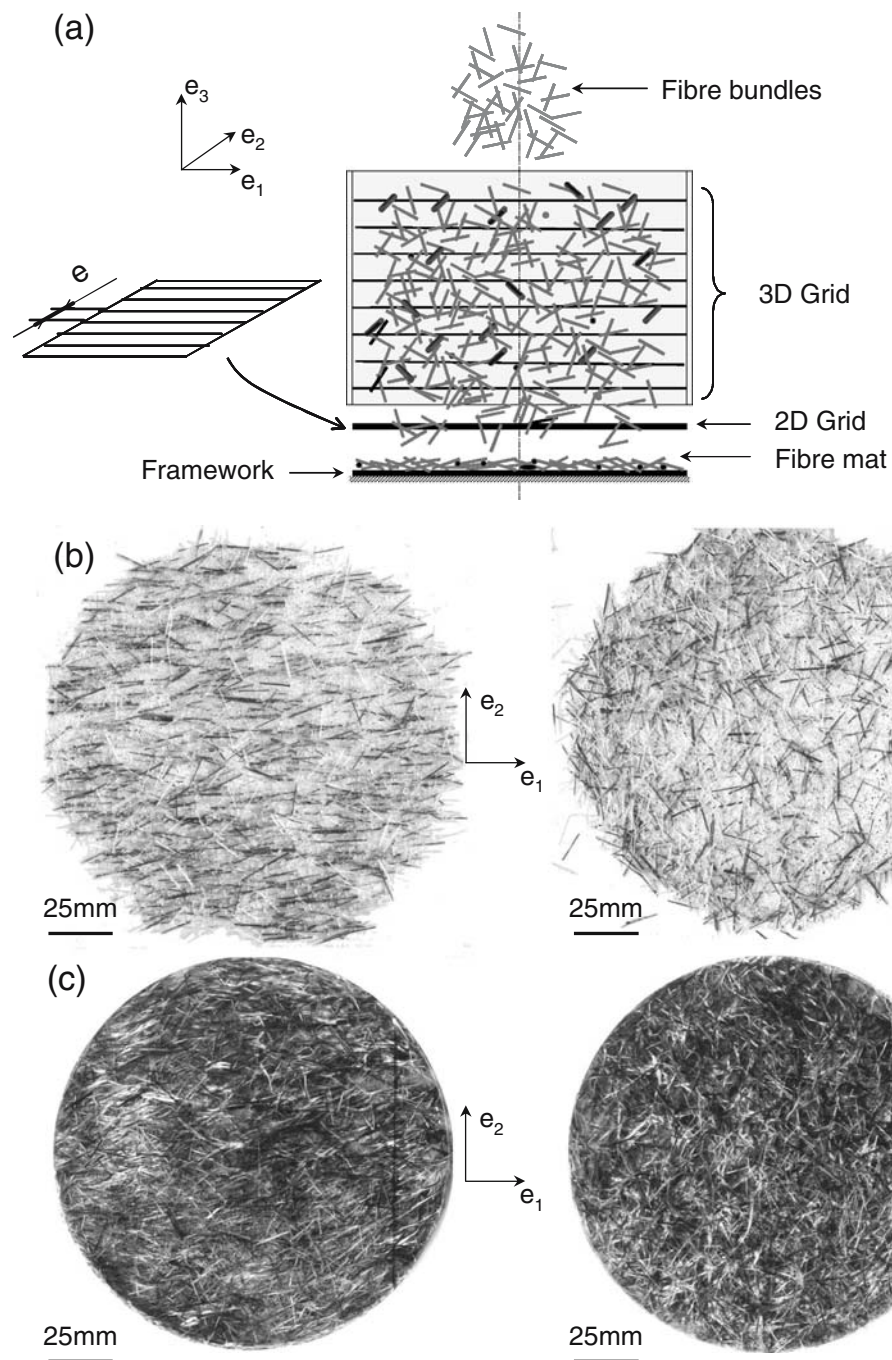 (a)
Fibre bundles
e3
e2
e1
e
3D Grid
2D Grid
Fibre mat
Framework
(b)
e2
e1
25mm
25mm
(c)
e2
e1
25mm
25mm